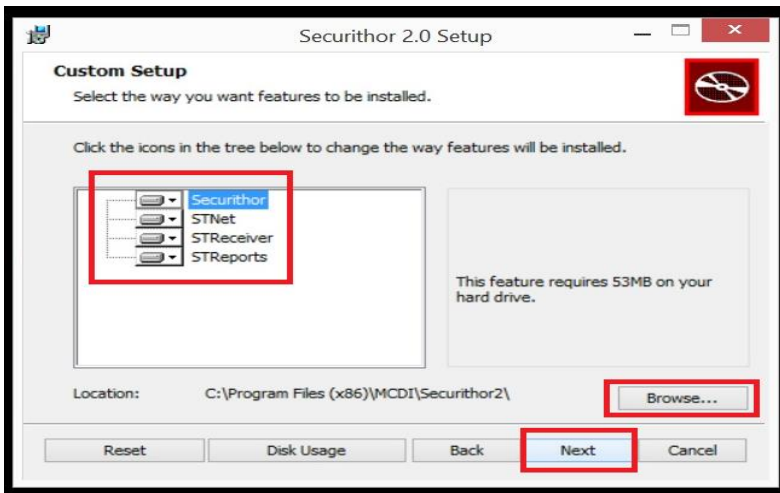 Securithor 2.0 Setup
Custom Setup
Select the way you want features to be installed.
Click the icons in the tree below to change the way features will be installed.
Securithor
STNet
STReceiver
STReports
This feature requires 53MB on your
hard drive.
Location: C:\Program Files (x86)\MCDI\Securithor2\
Browse...
Reset Disk Usage Back Next Cancel